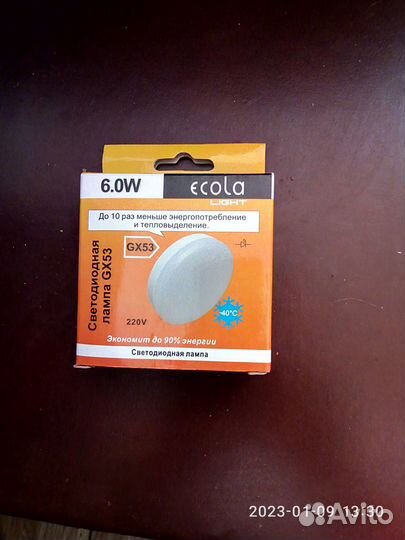 6.0W
ecola
LIGHT
До 10 раз меньше энергопотребление
и тепловыделение.
GX53
Светодиодная
лампа GX53
-40°C
220V
Экономит до 90% энергии
Светодиодная лампа
2023-01-09 13:30
Avito